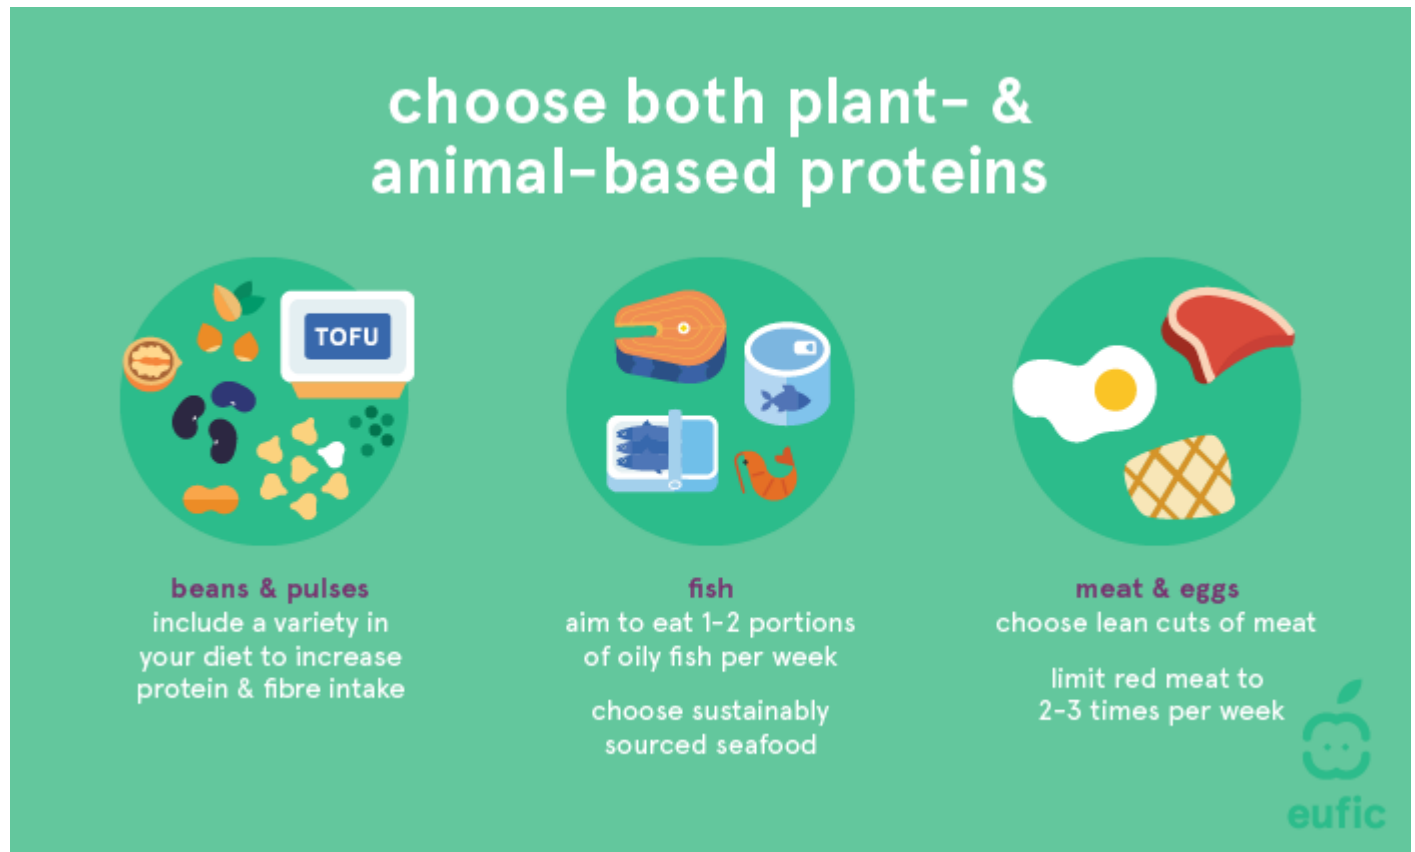 choose both plant- &
animal-based proteins
TOFU
beans & pulses
include a variety in
your diet to increase
protein & fibre intake
fish
aim to eat 1-2 portions
of oily fish per week
choose sustainably
sourced seafood
meat & eggs
choose lean cuts of meat
limit red meat to
2-3 times per week
eufic